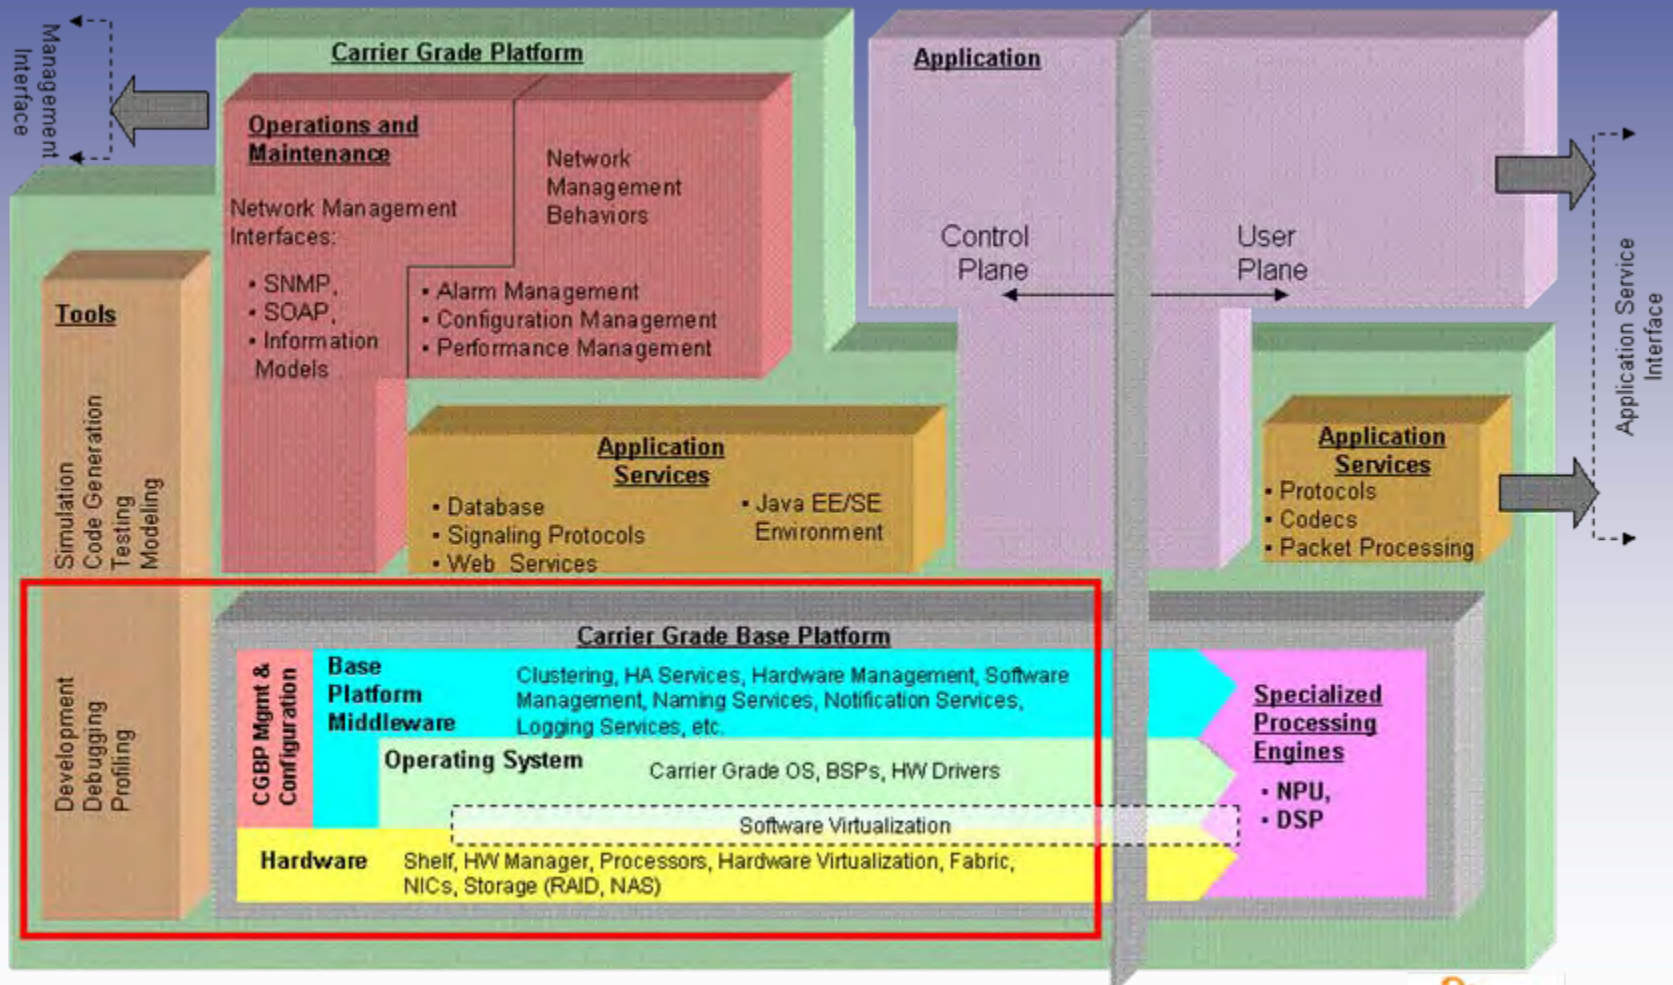 Management
Interface
Carrier Grade Platform
Operations and
Maintenance
Network Management
Interfaces:
▪ SNMP,
▪ SOAP,
▪ Information
Models
Network
Management
Behaviors
▪ Alarm Management
▪ Configuration Management
▪ Performance Management
Application
Control
Plane
User
Plane
Application Service
Interface
Tools
Simulation
Code Generation
Testing
Modeling
Development
Debugging
Profiling
Application
Services
▪ Database
▪ Signaling Protocols
▪ Web Services
▪ Java EE/SE
Environment
Application
Services
▪ Protocols
▪ Codecs
▪ Packet Processing
Carrier Grade Base Platform
CGBP Mgmt &
Configuration
Base
Platform
Middleware
Clustering, HA Services, Hardware Management, Software
Management, Naming Services, Notification Services,
Logging Services, etc.
Operating System
Carrier Grade OS, BSPs, HW Drivers
Software Virtualization
Hardware
Shelf, HW Manager, Processors, Hardware Virtualization, Fabric,
NICs, Storage (RAID, NAS)
Specialized
Processing
Engines
▪ NPU,
▪ DSP